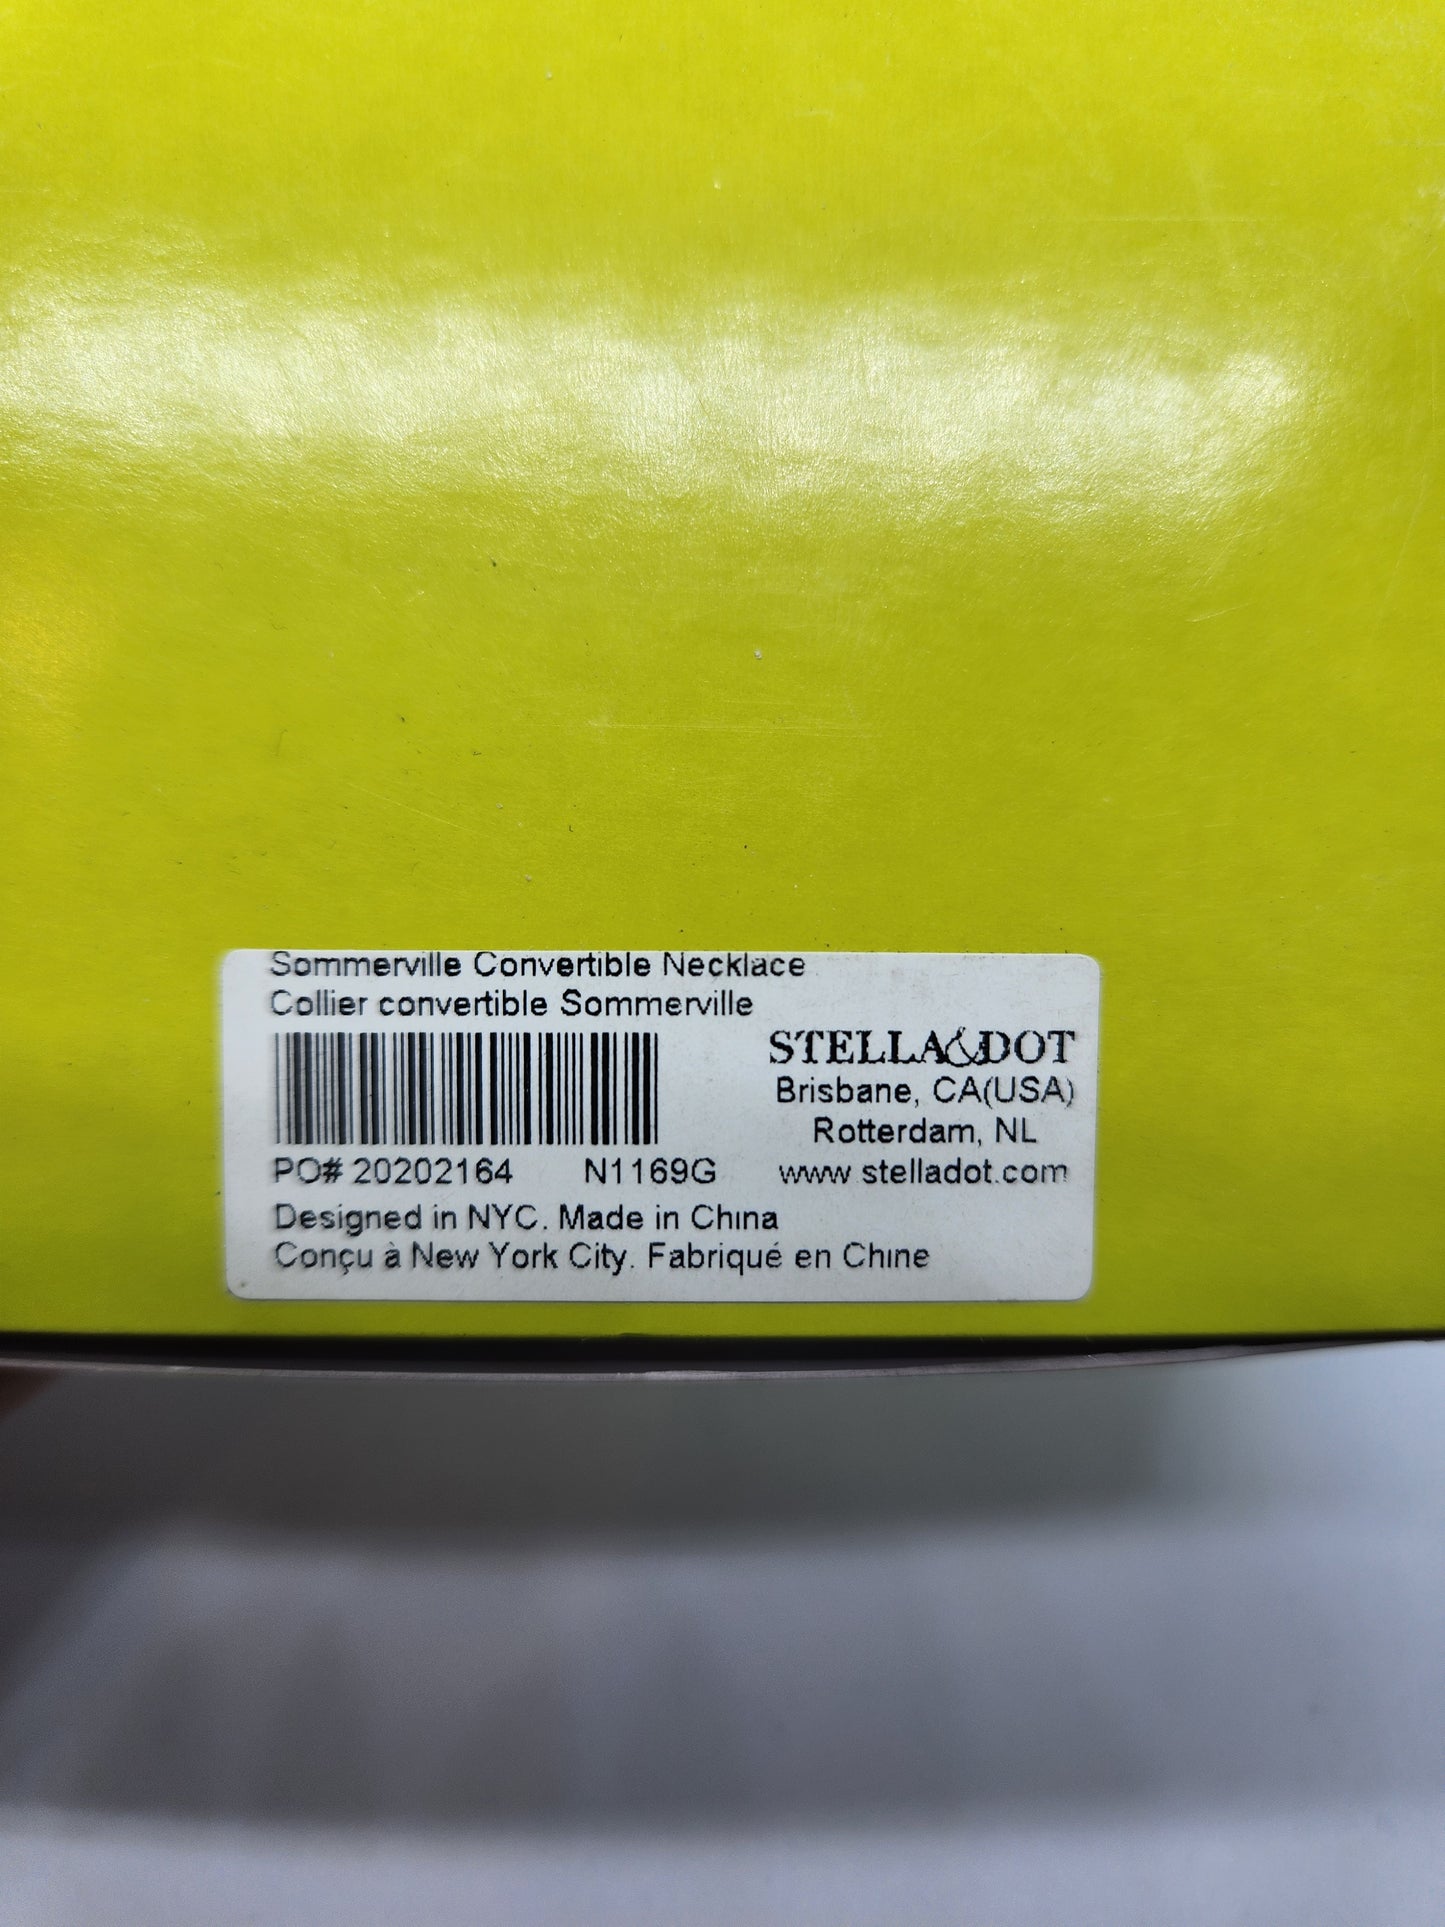 Sommerville Convertible Necklace
Collier convertible Sommerville
STELLA&DOT
Brisbane, CA(USA)
Rotterdam, NL
PO# 20202164 N1169G www.stelladot.com
Designed in NYC. Made in China
Conçu à New York City. Fabriqué en Chine